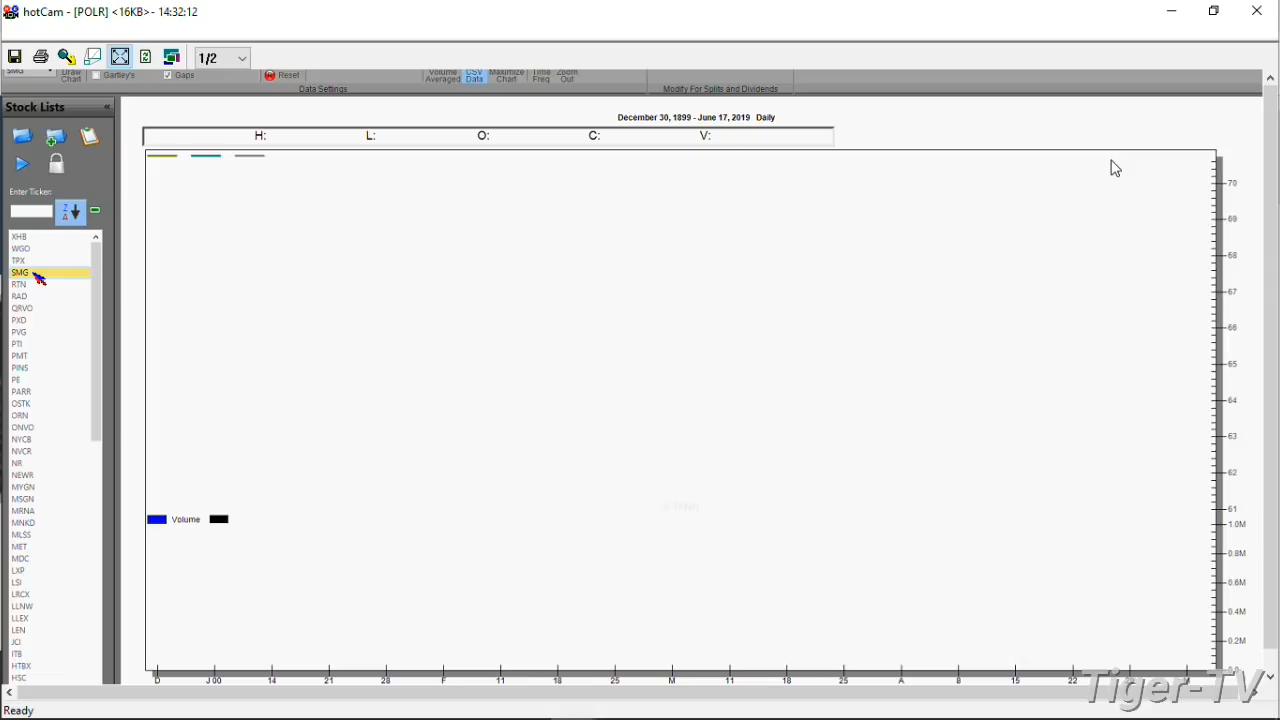 hotCam - [POLR] <16KB> - 14:32:12
1/2
SMG
Draw Chart
Gartley's
Gaps
Reset
Volume Averaged
CSV Data
Maximize Chart
Time Freq
Zoom Out
Data Settings
Modify For Splits and Dividends
Stock Lists «
December 30, 1899 - June 17, 2019 Daily
H: L: O: C: V:
Enter Ticker:
Z
A
XHB
WGO
TPX
SMG
RTN
RAD
QRVO
PXD
PVG
PTI
PMT
PINS
PE
PARR
OSTK
ORN
ONVO
NYCB
NVCR
NR
NEWR
MYGN
MSGN
MRNA
MNKD
MLSS
MET
MDC
LXP
LSI
LRCX
LLNW
LLEX
LEN
JCI
ITB
HTBX
HSC
70
69
68
67
66
65
64
63
62
61
Volume
1.0M
0.8M
0.6M
0.4M
0.2M
D J 00 14 21 28 F 11 18 25 M 11 18 25 A 8 15 22
Tiger-TV
Ready